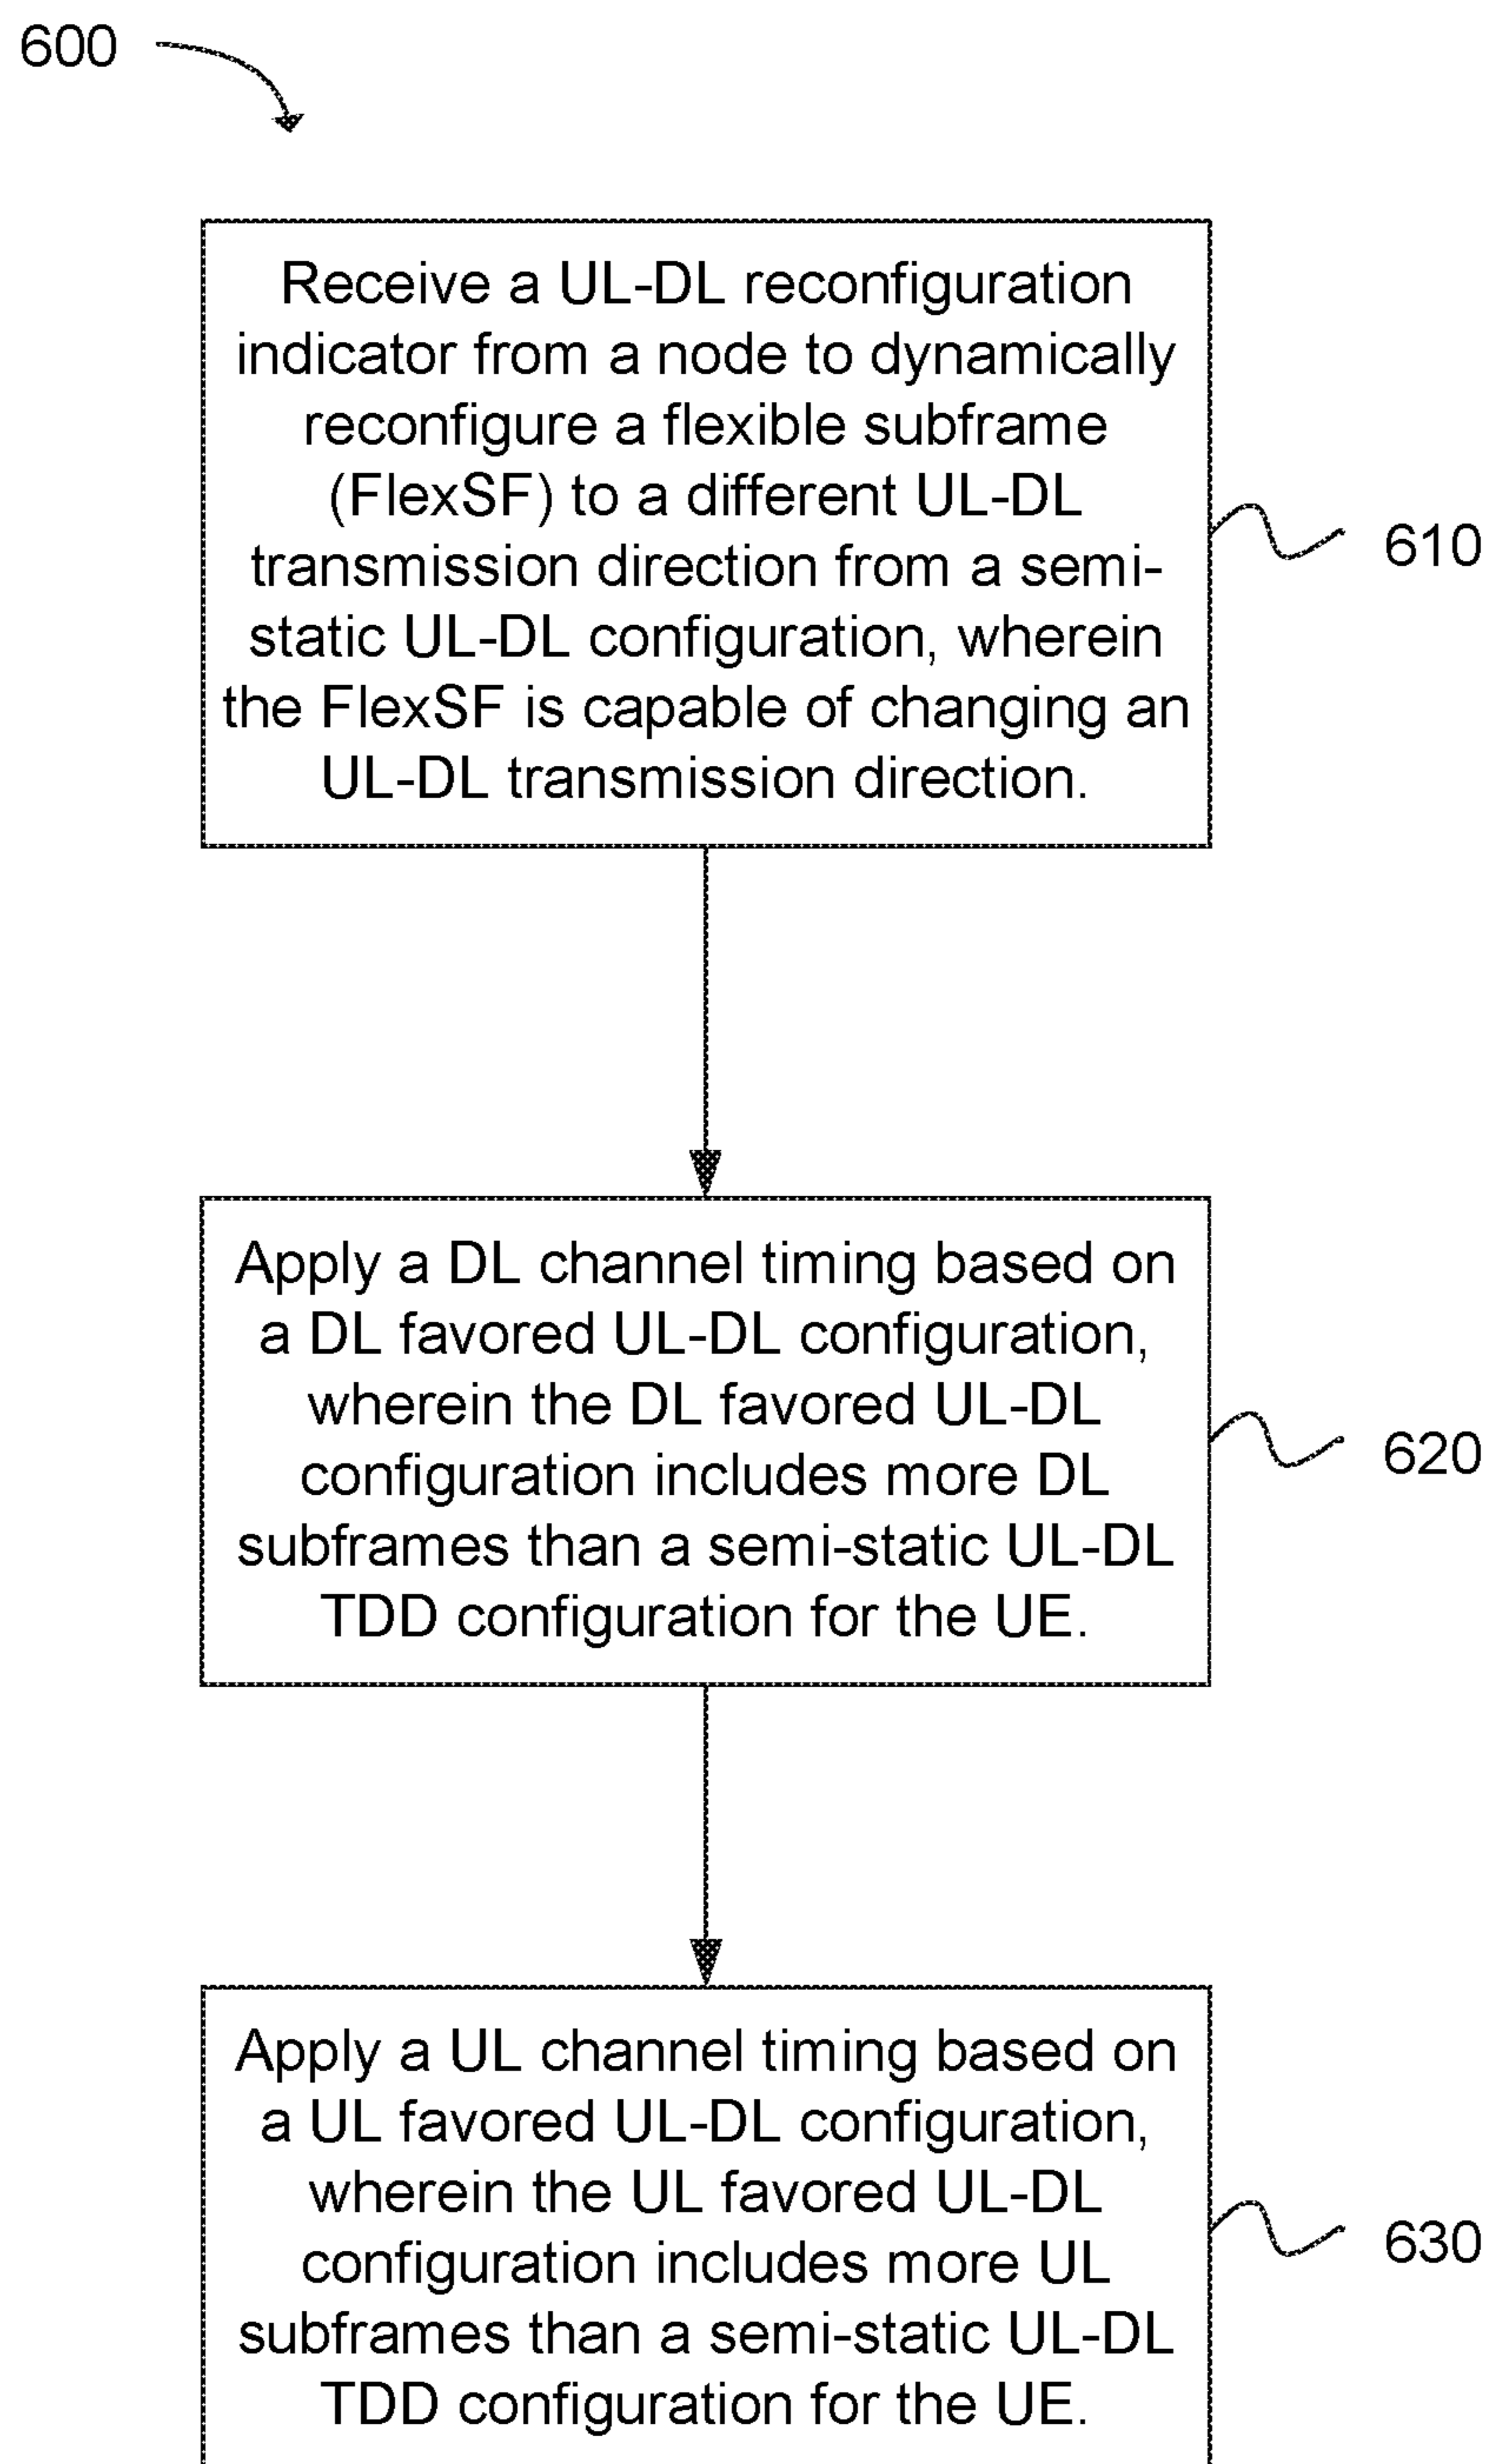 600
Receive a UL-DL reconfiguration
indicator from a node to dynamically
reconfigure a flexible subframe
(FlexSF) to a different UL-DL
transmission direction from a semi-
static UL-DL configuration, wherein
the FlexSF is capable of changing an
UL-DL transmission direction.
610
Apply a DL channel timing based on
a DL favored UL-DL configuration,
wherein the DL favored UL-DL
configuration includes more DL
subframes than a semi-static UL-DL
TDD configuration for the UE.
620
Apply a UL channel timing based on
a UL favored UL-DL configuration,
wherein the UL favored UL-DL
configuration includes more UL
subframes than a semi-static UL-DL
TDD configuration for the UE.
630